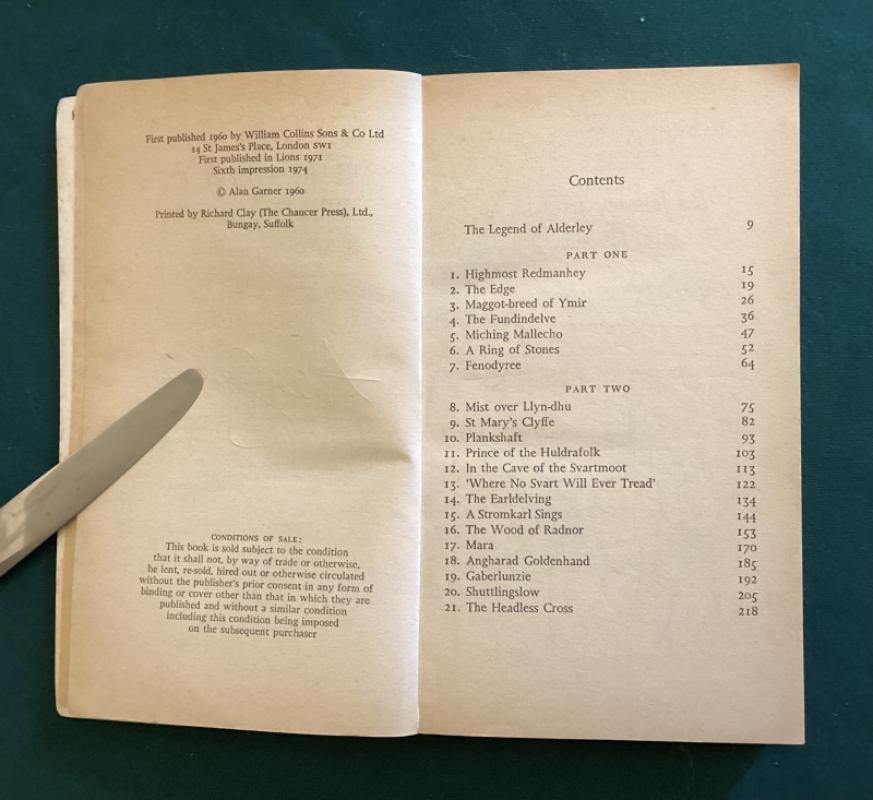 First published 1960 by William Collins Sons & Co Ltd
14 St James's Place, London SW1
First published in Lions 1971
Sixth impression 1974
© Alan Garner 1960
Printed by Richard Clay (The Chaucer Press), Ltd.,
Bungay, Suffolk
CONDITIONS OF SALE:
This book is sold subject to the condition
that it shall not, by way of trade or otherwise,
be lent, re-sold, hired out or otherwise circulated
without the publisher's prior consent in any form of
binding or cover other than that in which they are
published and without a similar condition
including this condition being imposed
on the subsequent purchaser
Contents
The Legend of Alderley 9
PART ONE
1. Highmost Redmanhey 15
2. The Edge 19
3. Maggot-breed of Ymir 26
4. The Fundindelve 36
5. Miching Mallecho 47
6. A Ring of Stones 52
7. Fenodyree 64
PART TWO
8. Mist over Llyn-dhu 75
9. St Mary's Clyffe 82
10. Plankshaft 93
11. Prince of the Huldrafolk 103
12. In the Cave of the Svartmoot 113
13. 'Where No Svart Will Ever Tread' 122
14. The Earldelving 134
15. A Stromkarl Sings 144
16. The Wood of Radnor 153
17. Mara 170
18. Angharad Goldenhand 185
19. Gaberlunzie 192
20. Shuttlingslow 205
21. The Headless Cross 218